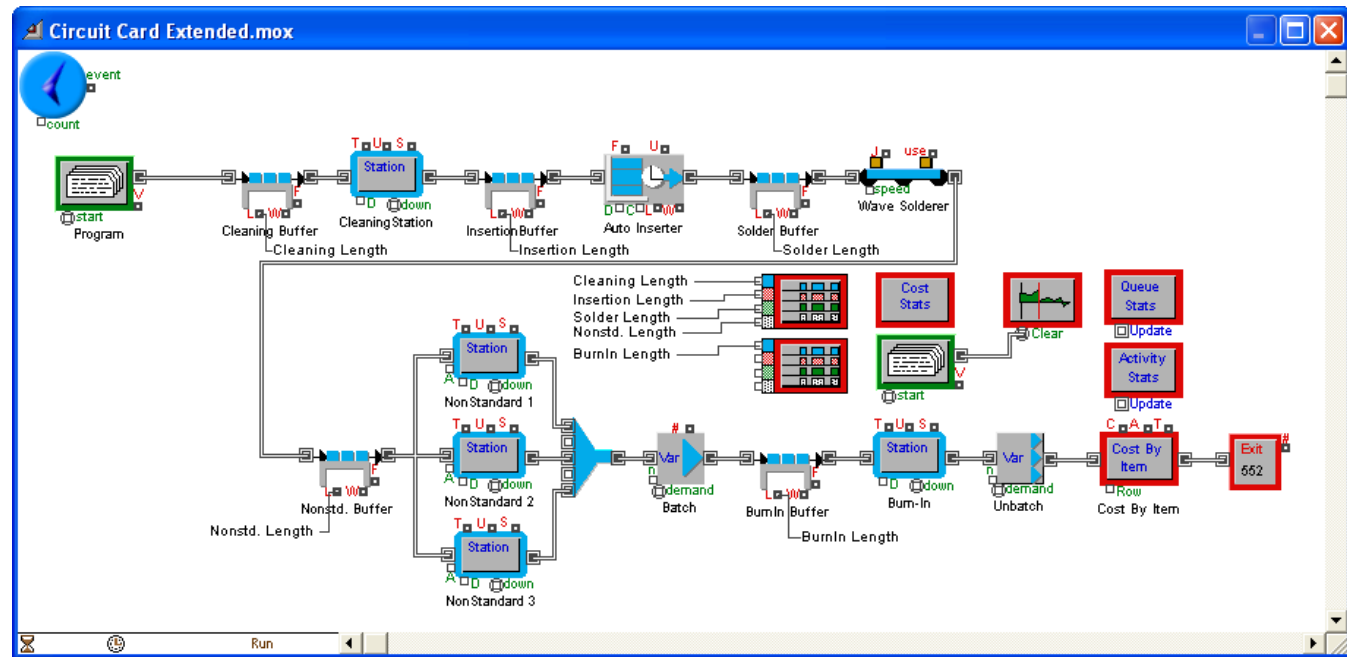 Circuit Card Extended.mox
event
count
T U S
F U
J use
Station
V
start
Program
F
L W
Cleaning Buffer
D down
CleaningStation
F
L W
InsertionBuffer
D C L W
Auto Inserter
F
L W
Solder Buffer
speed
Wave Solderer
Cleaning Length
Insertion Length
Solder Length
Cleaning Length
Insertion Length
Solder Length
Nonstd. Length
BurnIn Length
Cost
Stats
Clear
Queue
Stats
Update
V
start
Activity
Stats
Update
T U S
Station
A D down
NonStandard 1
T U S
Station
A D down
NonStandard 2
T U S
Station
A D down
NonStandard 3
F
L W
Nonstd. Buffer
Nonstd. Length
#
Var
n
demand
Batch
F
L W
BurnIn Buffer
BurnIn Length
T U S
Station
D down
Burn-In
Var
n
demand
Unbatch
C A T
Cost By
Item
Row
Cost By Item
#
Exit
552
Run